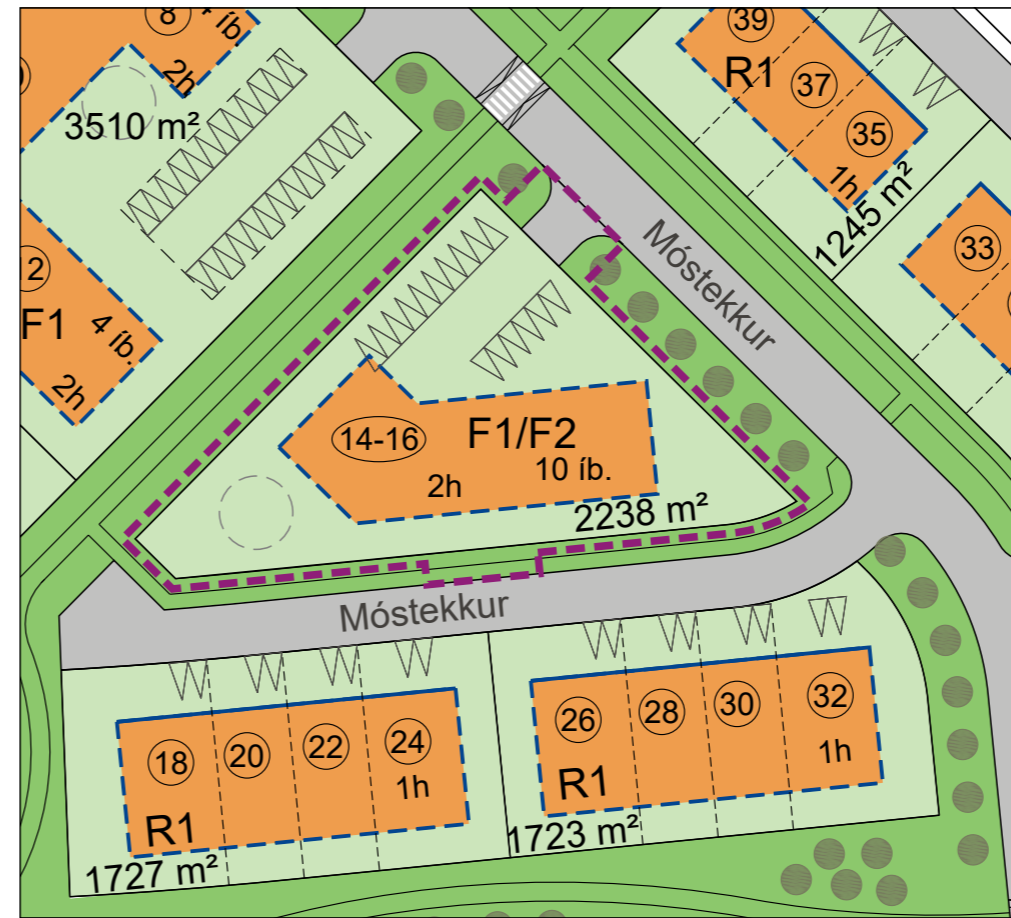 8
2h
3510 m²
39
R1
37
35
1h
1245 m²
33
12
F1
4 íb.
2h
Móstekkur
14-16
F1/F2
2h
10 íb.
2238 m²
Móstekkur
18
20
22
24
1h
R1
1727 m²
26
28
30
32
1h
R1
1723 m²